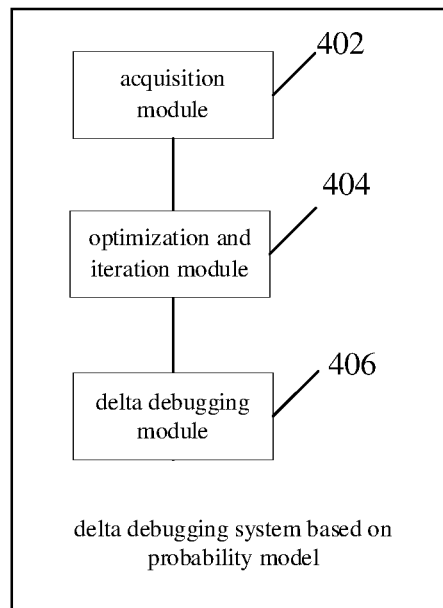 402
acquisition
module
404
optimization and
iteration module
406
delta debugging
module
delta debugging system based on
probability model